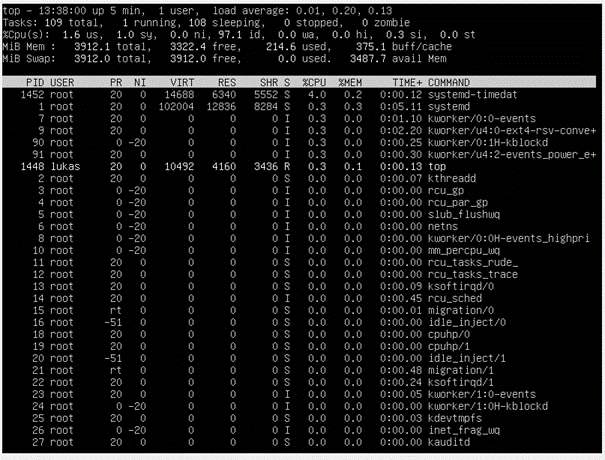 top - 13:38:00 up 5 min,  1 user,  load average: 0.01, 0.20, 0.13
Tasks: 109 total,   1 running, 108 sleeping,   0 stopped,   0 zombie
%Cpu(s):  1.6 us,  1.0 sy,  0.0 ni, 97.1 id,  0.0 wa,  0.0 hi,  0.3 si,  0.0 st
MiB Mem :   3912.1 total,   3322.4 free,    214.6 used,    375.1 buff/cache
MiB Swap:   3912.0 total,   3912.0 free,      0.0 used.   3487.7 avail Mem
PID USER      PR  NI    VIRT    RES    SHR S  %CPU  %MEM     TIME+ COMMAND
1452 root      20   0   14688   6340   5552 S   4.0   0.2   0:00.12 systemd-timedat
1 root      20   0  102004  12836   8284 S   0.3   0.3   0:05.11 systemd
7 root      20   0       0      0      0 I   0.3   0.0   0:01.10 kworker/0:0-events
9 root      20   0       0      0      0 I   0.3   0.0   0:02.20 kworker/u4:0-ext4-rsv-conve+
90 root       0 -20       0      0      0 I   0.3   0.0   0:00.25 kworker/0:1H-kblockd
91 root      20   0       0      0      0 I   0.3   0.0   0:00.30 kworker/u4:2-events_power_e+
1448 lukas     20   0   10492   4160   3436 R   0.3   0.1   0:00.13 top
2 root      20   0       0      0      0 S   0.0   0.0   0:00.07 kthreadd
3 root       0 -20       0      0      0 I   0.0   0.0   0:00.00 rcu_gp
4 root       0 -20       0      0      0 I   0.0   0.0   0:00.00 rcu_par_gp
5 root       0 -20       0      0      0 I   0.0   0.0   0:00.00 slub_flushwq
6 root       0 -20       0      0      0 I   0.0   0.0   0:00.00 netns
8 root       0 -20       0      0      0 I   0.0   0.0   0:00.00 kworker/0:0H-events_highpri
10 root       0 -20       0      0      0 I   0.0   0.0   0:00.00 mm_percpu_wq
11 root      20   0       0      0      0 S   0.0   0.0   0:00.00 rcu_tasks_rude_
12 root      20   0       0      0      0 S   0.0   0.0   0:00.00 rcu_tasks_trace
13 root      20   0       0      0      0 S   0.0   0.0   0:00.09 ksoftirqd/0
14 root      20   0       0      0      0 I   0.0   0.0   0:00.45 rcu_sched
15 root      rt   0       0      0      0 S   0.0   0.0   0:00.01 migration/0
16 root     -51   0       0      0      0 S   0.0   0.0   0:00.00 idle_inject/0
18 root      20   0       0      0      0 S   0.0   0.0   0:00.00 cpuhp/0
19 root      20   0       0      0      0 S   0.0   0.0   0:00.00 cpuhp/1
20 root     -51   0       0      0      0 S   0.0   0.0   0:00.00 idle_inject/1
21 root      rt   0       0      0      0 S   0.0   0.0   0:00.48 migration/1
22 root      20   0       0      0      0 S   0.0   0.0   0:00.24 ksoftirqd/1
23 root      20   0       0      0      0 I   0.0   0.0   0:00.05 kworker/1:0-events
24 root       0 -20       0      0      0 I   0.0   0.0   0:00.00 kworker/1:0H-kblockd
25 root      20   0       0      0      0 S   0.0   0.0   0:00.03 kdevtmpfs
26 root       0 -20       0      0      0 I   0.0   0.0   0:00.00 inet_frag_wq
27 root      20   0       0      0      0 S   0.0   0.0   0:00.00 kauditd